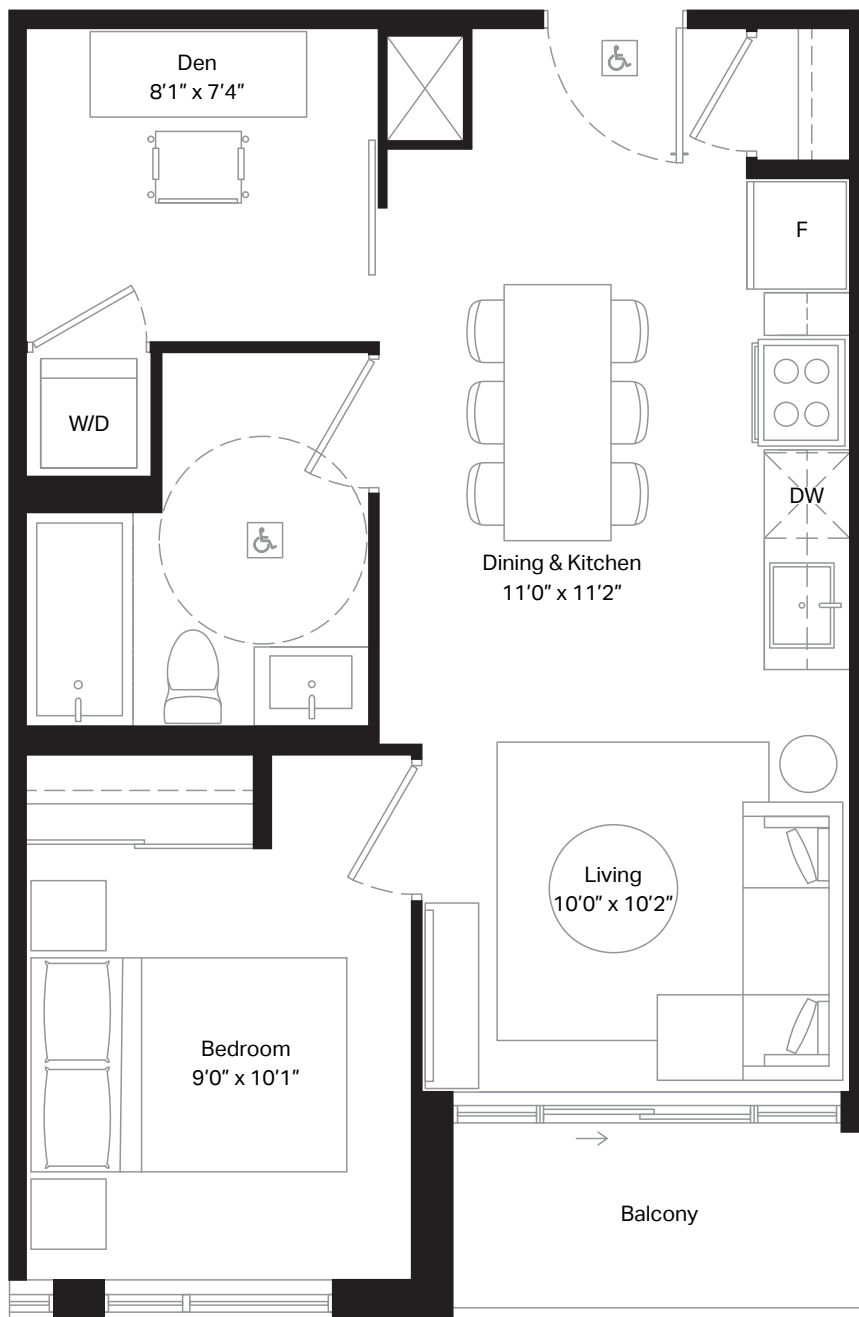 Den
8'1" x 7'4"
F
W/D
DW
Dining & Kitchen
11'0" x 11'2"
Living
10'0" x 10'2"
Bedroom
9'0" x 10'1"
Balcony